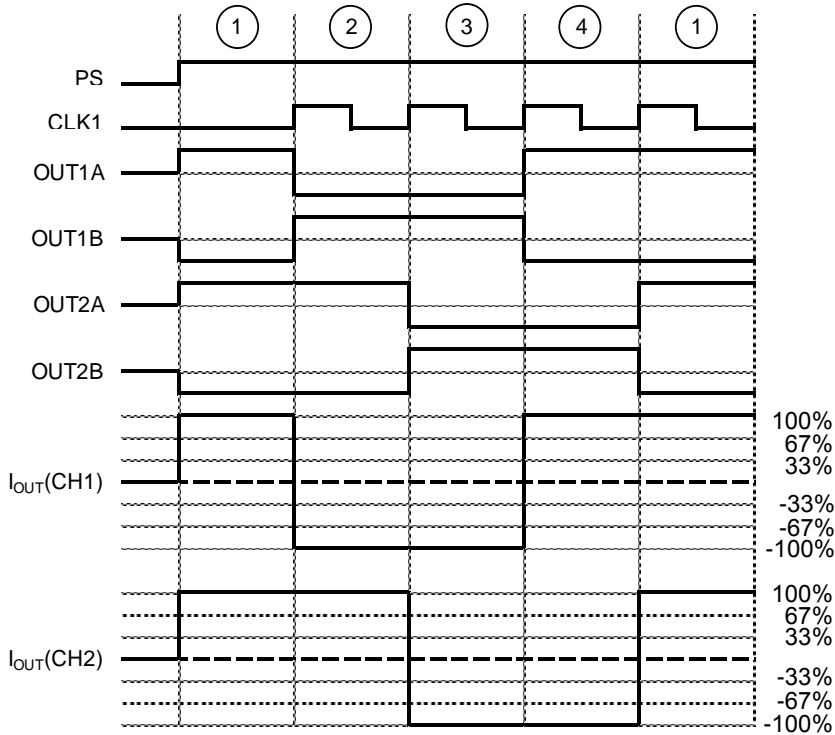 1 2 3 4 1
PS
CLK1
OUT1A
OUT1B
OUT2A
OUT2B
100%
67%
33%
IOUT(CH1)
-33%
-67%
-100%
100%
67%
33%
IOUT(CH2)
-33%
-67%
-100%